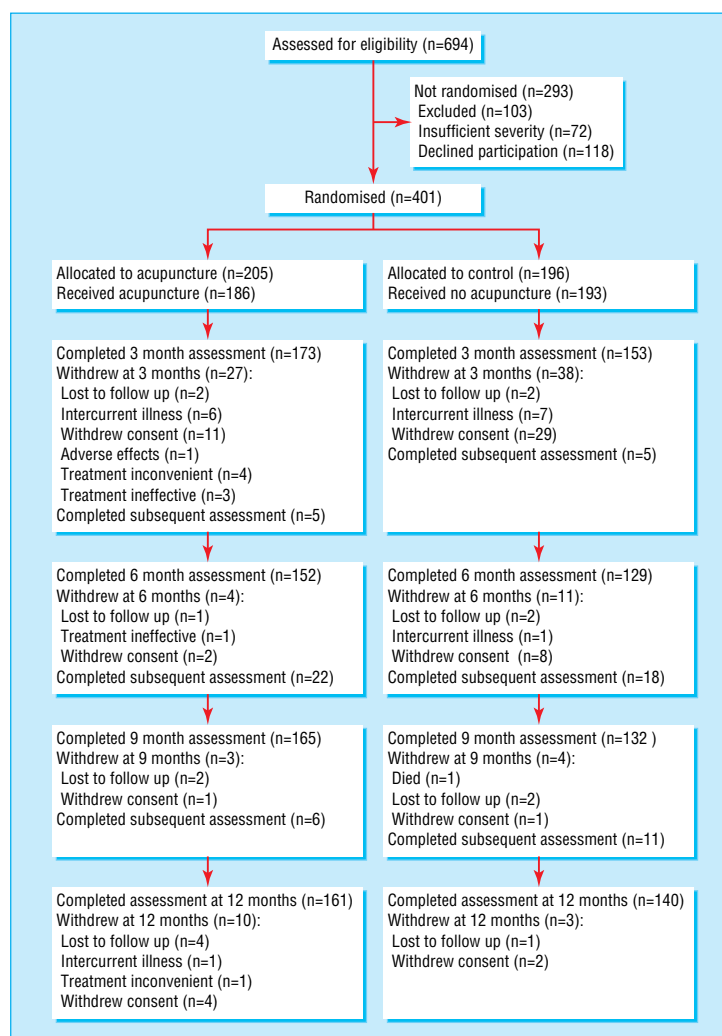 Assessed for eligibility (n=694)
Not randomised (n=293)
Excluded (n=103)
Insufficient severity (n=72)
Declined participation (n=118)
Randomised (n=401)
Allocated to acupuncture (n=205)
Received acupuncture (n=186)
Allocated to control (n=196)
Received no acupuncture (n=193)
Completed 3 month assessment (n=173)
Withdrew at 3 months (n=27):
Lost to follow up (n=2)
Intercurrent illness (n=6)
Withdrew consent (n=11)
Adverse effects (n=1)
Treatment inconvenient (n=4)
Treatment ineffective (n=3)
Completed subsequent assessment (n=5)
Completed 3 month assessment (n=153)
Withdrew at 3 months (n=38):
Lost to follow up (n=2)
Intercurrent illness (n=7)
Withdrew consent (n=29)
Completed subsequent assessment (n=5)
Completed 6 month assessment (n=152)
Withdrew at 6 months (n=4):
Lost to follow up (n=1)
Treatment ineffective (n=1)
Withdrew consent (n=2)
Completed subsequent assessment (n=22)
Completed 6 month assessment (n=129)
Withdrew at 6 months (n=11):
Lost to follow up (n=2)
Intercurrent illness (n=1)
Withdrew consent (n=8)
Completed subsequent assessment (n=18)
Completed 9 month assessment (n=165)
Withdrew at 9 months (n=3):
Lost to follow up (n=2)
Withdrew consent (n=1)
Completed subsequent assessment (n=6)
Completed 9 month assessment (n=132 )
Withdrew at 9 months (n=4):
Died (n=1)
Lost to follow up (n=2)
Withdrew consent (n=1)
Completed subsequent assessment (n=11)
Completed assessment at 12 months (n=161)
Withdrew at 12 months (n=10):
Lost to follow up (n=4)
Intercurrent illness (n=1)
Treatment inconvenient (n=1)
Withdrew consent (n=4)
Completed assessment at 12 months (n=140)
Withdrew at 12 months (n=3):
Lost to follow up (n=1)
Withdrew consent (n=2)